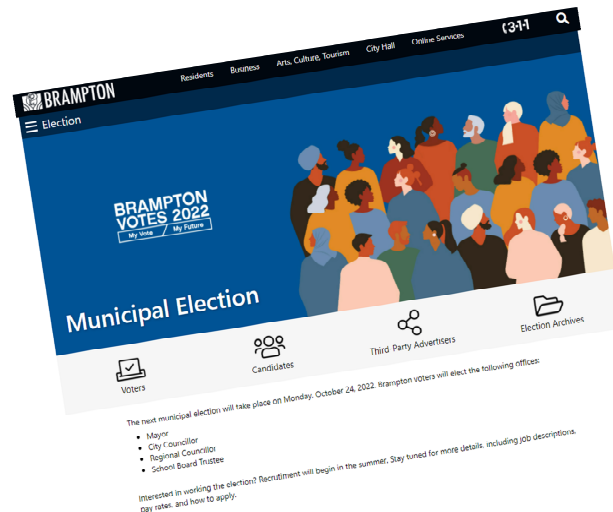 BRAMPTON
Residents Business Arts, Culture, Tourism City Hall Online Services 3-1-1
Election
BRAMPTON
VOTES 2022
My Vote / My Future
Municipal Election
Voters Candidates Third Party Advertisers Election Archives
The next municipal election will take place on Monday, October 24, 2022. Brampton voters will elect the following offices:
• Mayor
• City Councillor
• Regional Councillor
• School Board Trustee
Interested in working the election? Recrutiment will begin in the summer. Stay tuned for more details, including job descriptions,
pay rates, and how to apply.